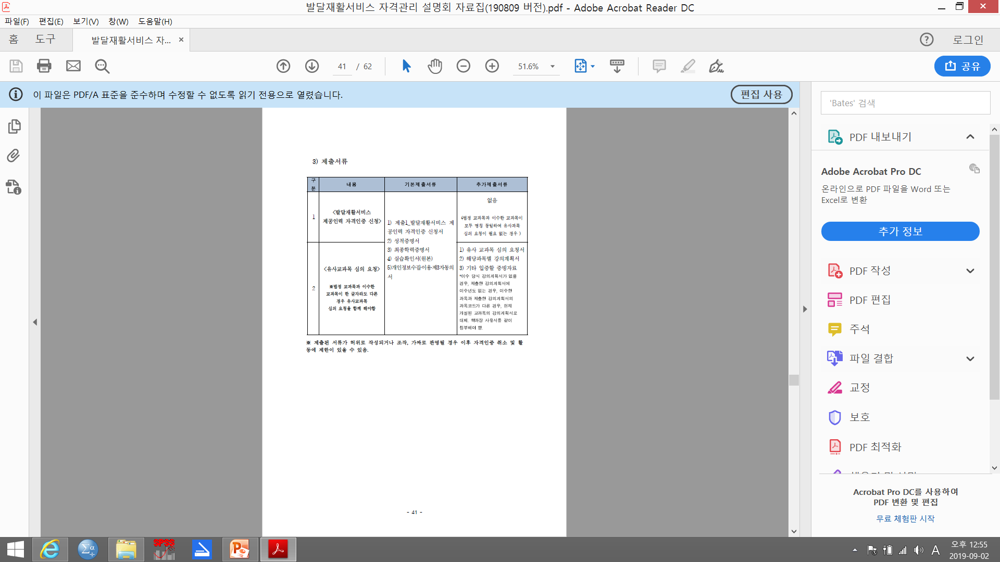 발달재활서비스 자격관리 설명회 자료집(190809 버전).pdf - Adobe Acrobat Reader DC
파일(F) 편집(E) 보기(V) 창(W) 도움말(H)
홈 도구 발달재활서비스 자... × ? 로그인
41 / 62 51.6% 공유
이 파일은 PDF/A 표준을 준수하며 수정할 수 없도록 읽기 전용으로 열렸습니다. 편집 사용
3) 제출서류
구분 내용 기본제출서류 추가제출서류
1
<발달재활서비스
제공인력 자격인증 신청>
1) 제출1_발달재활서비스 제
공인력 자격인증 신청서
2) 성적증명서
3) 최종학력증명서
4) 실습확인서(원본)
5)개인정보수집·이용·제3자동의
서
없음
(법정 교과목과 이수한 교과목이
모두 명칭 동일하여 유사과목
심의 요청이 필요 없는 경우 )
2
<유사교과목 심의 요청>
※법정 교과목과 이수한
교과목이 한 글자라도 다른
경우 유사교과목
심의 요청을 함께 해야함
1) 유사 교과목 심의 요청서
2) 해당과목별 강의계획서
3) 기타 입증할 증빙자료
*이수 당시 강의계획서가 없을
경우, 제출한 강의계획서에
이수년도 없는 경우, 이수한
과목과 제출한 강의계획서의
과목코드가 다른 경우, 현재
개설된 교과목의 강의계획서로
대체. 학과장 사유서를 같이
첨부해야 함.
※ 제출된 서류가 허위로 작성되거나 조작, 가짜로 판명될 경우 이후 자격인증 취소 및 활
동에 제한이 있을 수 있음.
- 41 -
'Bates' 검색
PDF 내보내기
Adobe Acrobat Pro DC
온라인으로 PDF 파일을 Word 또는
Excel로 변환
추가 정보
PDF 작성
PDF 편집
주석
파일 결합
교정
보호
PDF 최적화
Acrobat Pro DC를 사용하여
PDF 변환 및 편집
무료 체험판 시작
SPSS
A
오후 12:55
2019-09-02